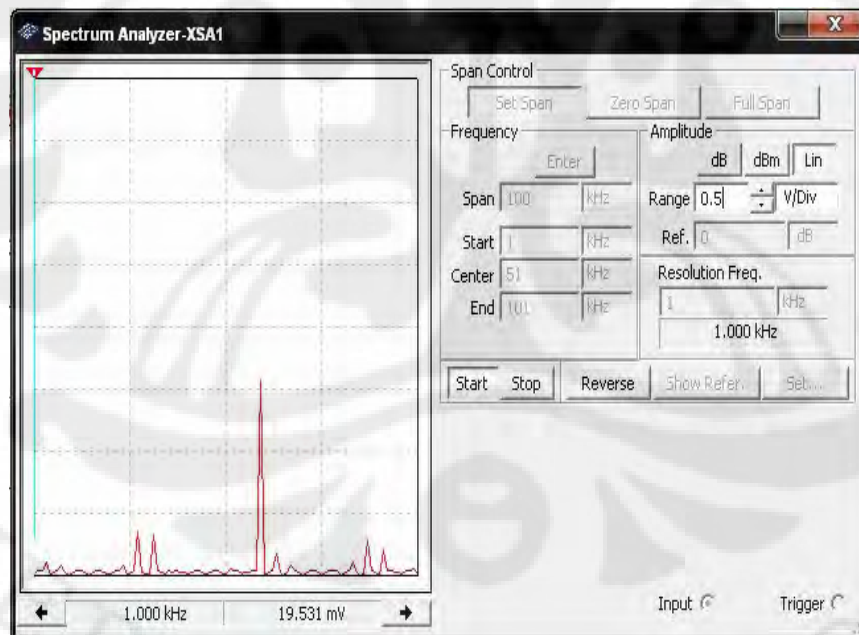 Spectrum Analyzer-XSA1
X
1
Span Control
Set Span Zero Span Full Span
Frequency
Enter
Span 100 kHz
Start 1 kHz
Center 51 kHz
End 101 kHz
Amplitude
dB dBm Lin
Range 0.5 V/Div
Ref. 0 dB
Resolution Freq.
1 kHz
1.000 kHz
Start Stop Reverse Show Refer. Set...
1.000 kHz 19.531 mV
Input Trigger